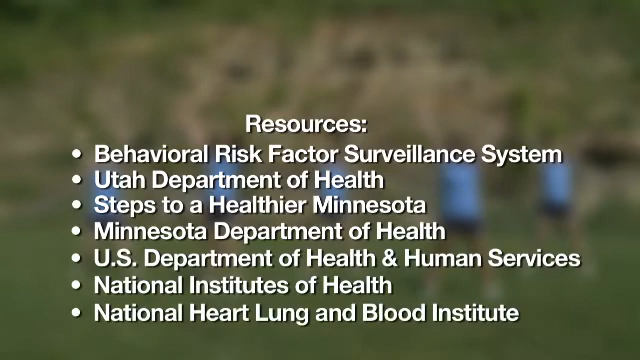 Resources:
• Behavioral Risk Factor Surveillance System
• Utah Department of Health
• Steps to a Healthier Minnesota
• Minnesota Department of Health
• U.S. Department of Health & Human Services
• National Institutes of Health
• National Heart Lung and Blood Institute